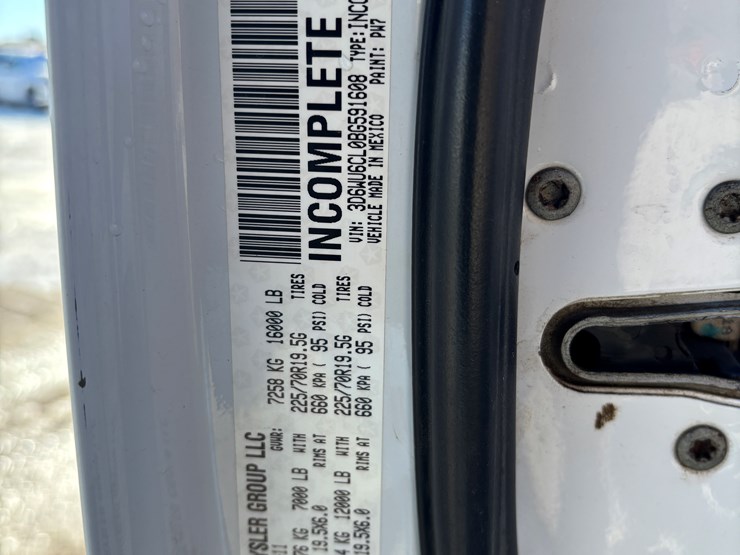 YSLER GROUP LLC
11 GVWR: 7258 KG 16000 LB
76 KG 7000 LB WITH 225/70R19.5G TIRES
19.5X6.0 RIMS AT 660 KPA ( 95 PSI) COLD
4 KG 12000 LB WITH 225/70R19.5G TIRES
19.5X6.0 RIMS AT 660 KPA ( 95 PSI) COLD
INCOMPLETE
VIN: 3D6WU6CL0BG591608 TYPE:INCO
VEHICLE MADE IN MEXICO PAINT: PW7